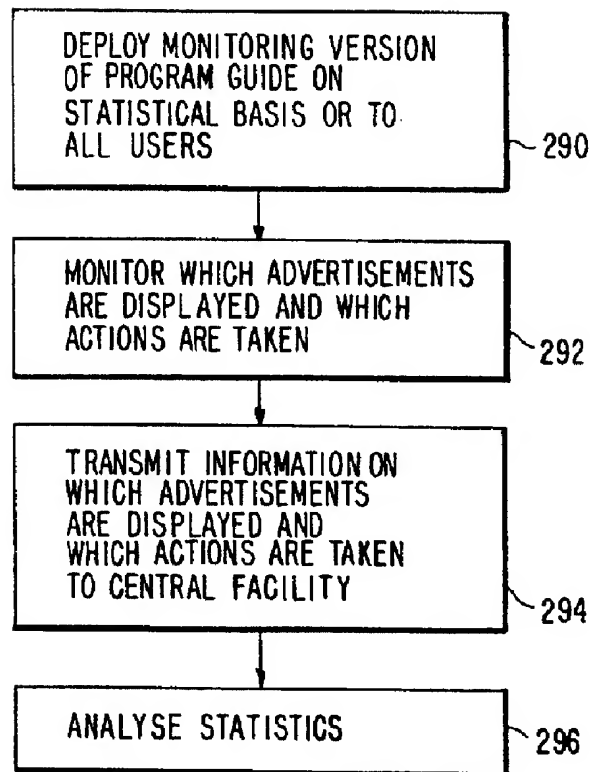 DEPLOY MONITORING VERSION
OF PROGRAM GUIDE ON
STATISTICAL BASIS OR TO
ALL USERS
290
MONITOR WHICH ADVERTISEMENTS
ARE DISPLAYED AND WHICH
ACTIONS ARE TAKEN
292
TRANSMIT INFORMATION ON
WHICH ADVERTISEMENTS
ARE DISPLAYED AND
WHICH ACTIONS ARE TAKEN
TO CENTRAL FACILITY
294
ANALYSE STATISTICS
296